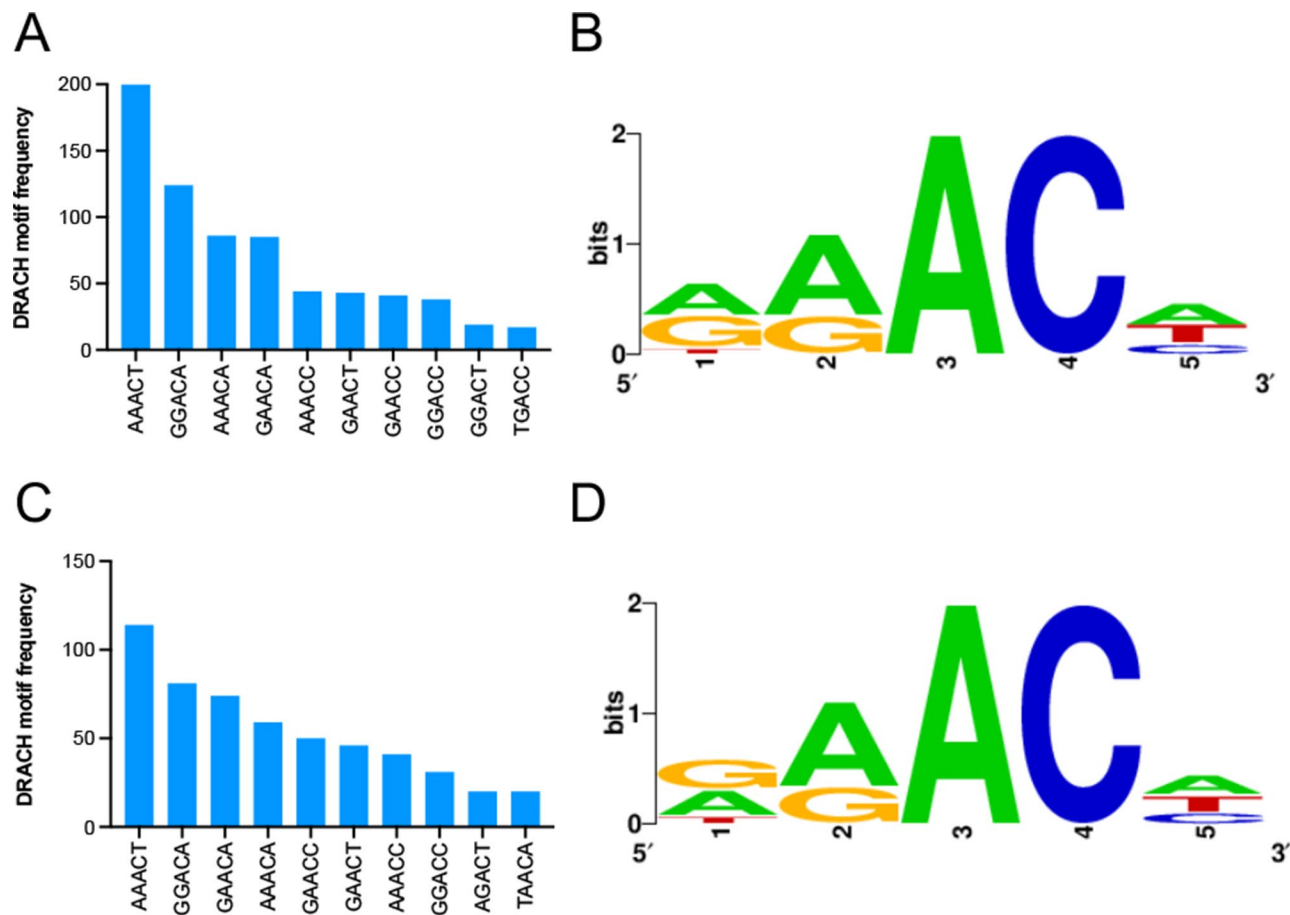 A
DRACH motif frequency
200
150
100
50
0
AAACT
GGACA
AAACA
GAACA
AAACC
GAACT
GAACC
GGACC
GGACT
TGACC
B
bits
2
1
0
A
G
T
A
G
A
C
A
T
C
5′
1
2
3
4
5
3′
C
DRACH motif frequency
150
100
50
0
AAACT
GGACA
GAACA
AAACA
GAACC
GAACT
AAACC
GGACC
AGACT
TAACA
D
bits
2
1
0
G
A
T
A
G
A
C
A
T
C
5′
1
2
3
4
5
3′